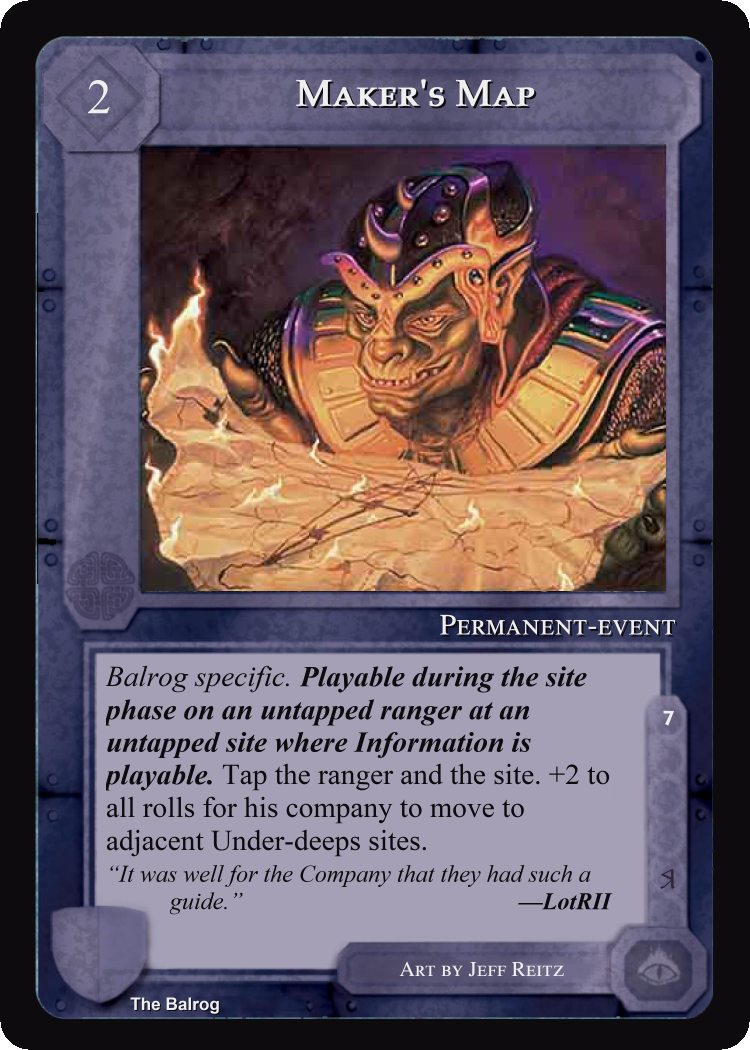 2
Maker's Map
Permanent-event
Balrog specific. Playable during the site
phase on an untapped ranger at an
untapped site where Information is
playable. Tap the ranger and the site. +2 to
all rolls for his company to move to
adjacent Under-deeps sites.
“It was well for the Company that they had such a
guide.” —LotRII
7
Art by Jeff Reitz
The Balrog